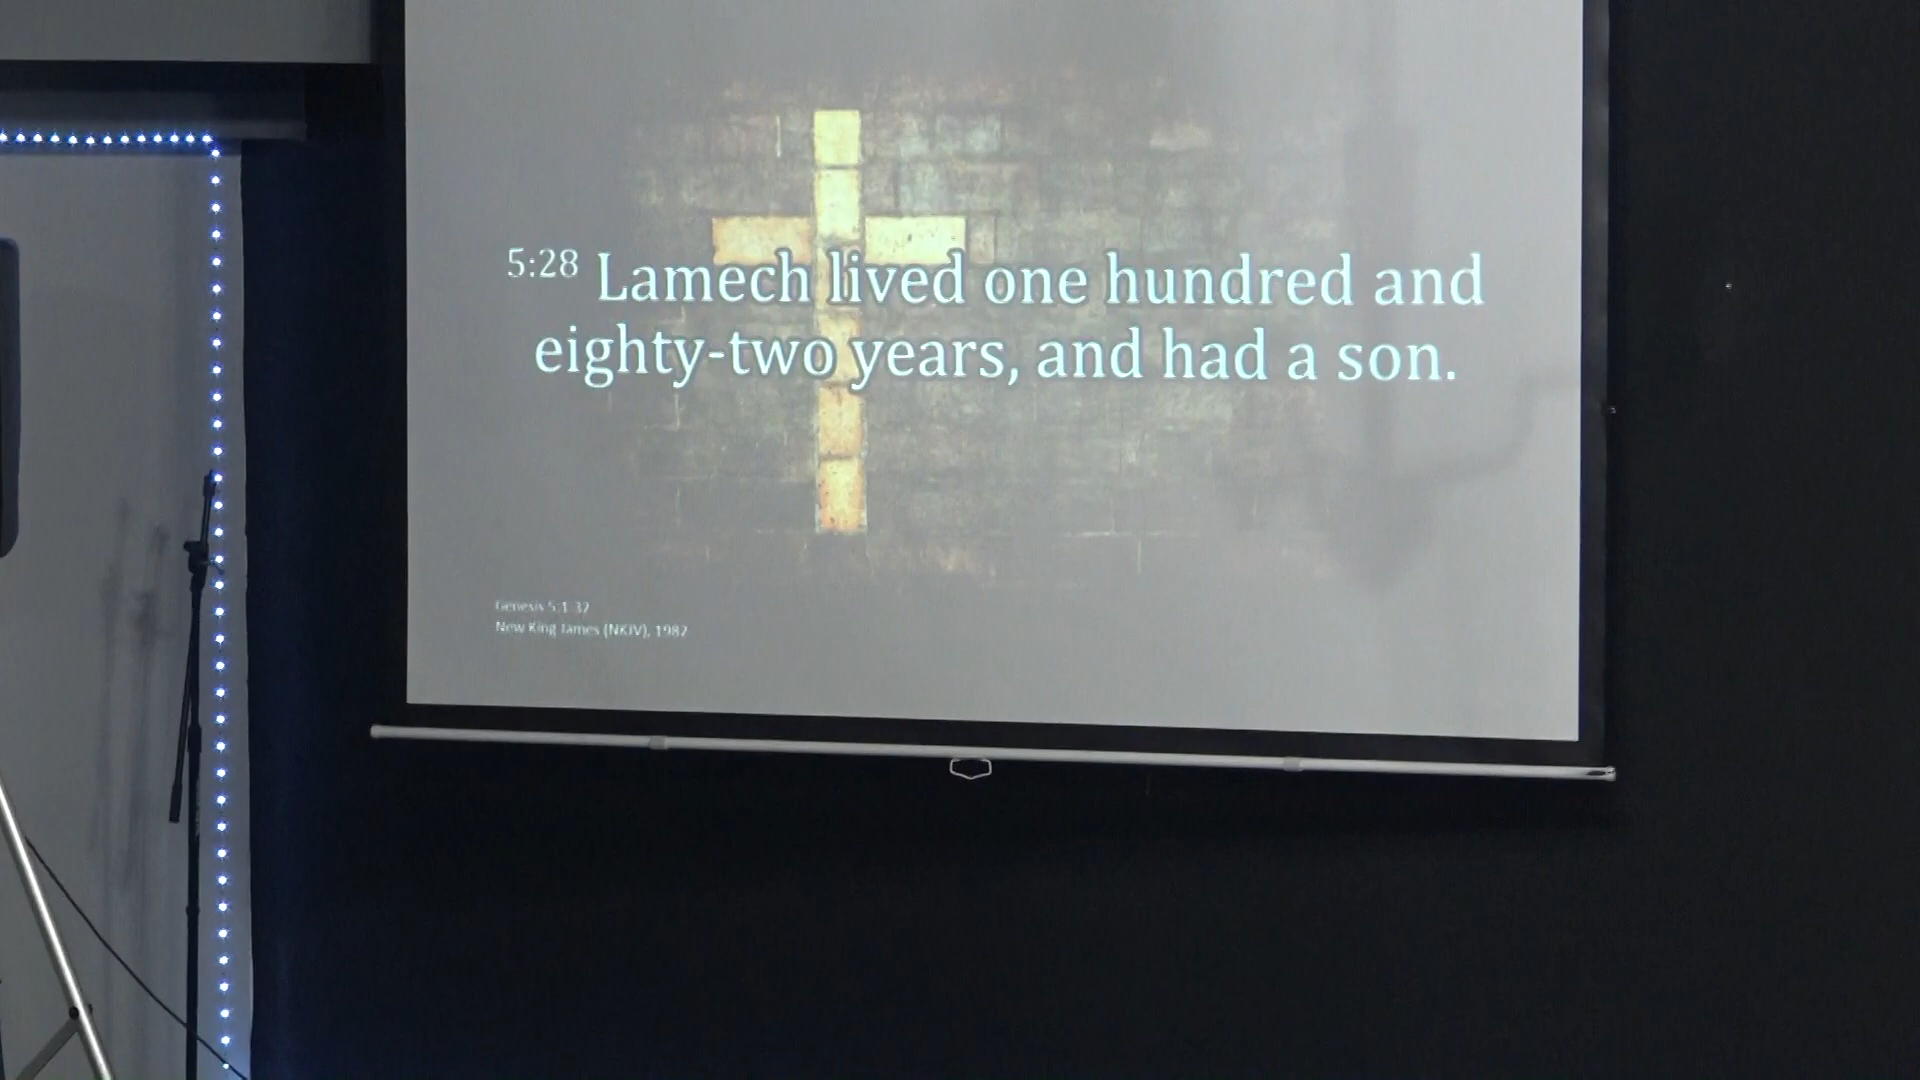 5:28 Lamech lived one hundred and
eighty-two years, and had a son.
Genesis 5:1-32
New King James (NKJV), 1982